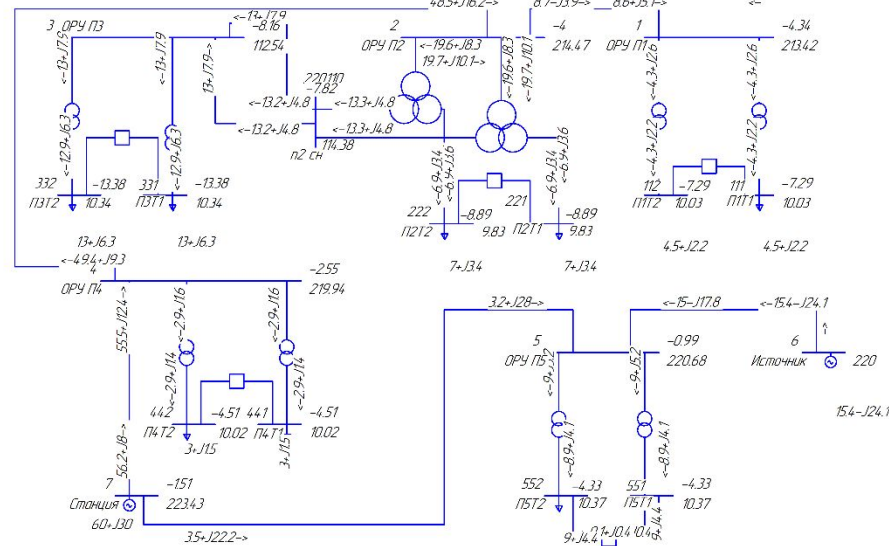 48.5+J16.2->
8.7-J3.9->
8.6+J5.1->
<-13+J7.9
3 ОРУ П3
-8.16
112.54
<-13+J7.9
<-13+J7.9
13+J7.9->
2
ОРУ П2
-4
214.47
<-19.6+J8.3
19.7+J10.1->
<-19.6+J8.3
<-19.7+J10.1
1
ОРУ П1
-4.34
213.42
<-4.3+J2.6
<-4.3+J2.6
220110
-7.82
<-13.2+J4.8
<-13.3+J4.8
<-13.2+J4.8
<-13.3+J4.8
114.38
п2 сн
<-12.9+J6.3
<-12.9+J6.3
<-6.9+J3.4
<-6.9+J3.6
<-6.9+J3.4
<-6.9+J3.6
<-4.3+J2.2
<-4.3+J2.2
332
-13.38
331
-13.38
П3Т2
10.34
П3Т1
10.34
222
-8.89
221
-8.89
П2Т2
9.83
П2Т1
9.83
112
-7.29
111
-7.29
П1Т2
10.03
П1Т1
10.03
13+J6.3
13+J6.3
7+J3.4
7+J3.4
4.5+J2.2
4.5+J2.2
<-49.4+J9.3
4
ОРУ П4
-2.55
219.94
55.5+J12.4->
<-2.9+J1.6
<-2.9+J1.6
<-2.9+J1.4
<-2.9+J1.4
3.2+J28->
<-15-J17.8
<-15.4-J24.1
5
ОРУ П5
-0.99
220.68
6
Источник
220
15.4-J24.1
<-9+J5.2
<-9+J5.2
<-8.9+J4.1
<-8.9+J4.1
442
-4.51
441
-4.51
П4Т2
10.02
П4Т1
10.02
3+J1.5
3+J1.5
56.2+J8->
7
Станция
-1.51
223.43
60+J30
3.5+J22.2->
552
-4.33
551
-4.33
П5Т2
10.37
П5Т1
10.37
9+J4.4
9+J4.4